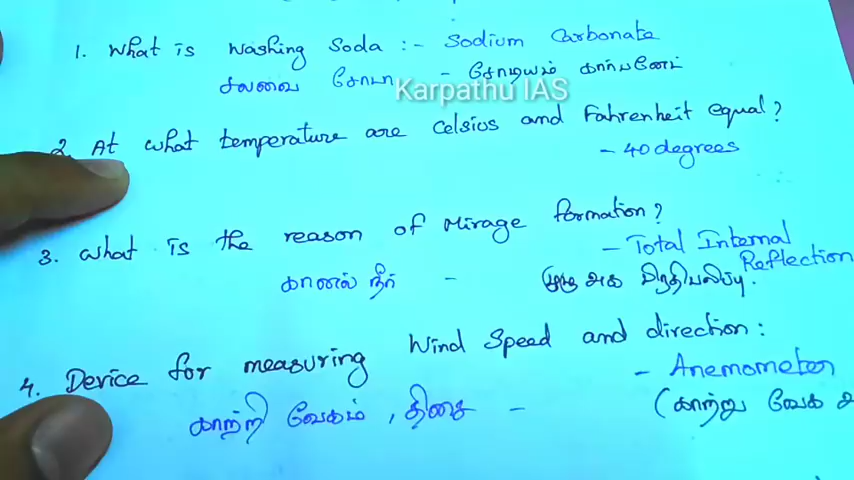 1. What is Washing Soda :- Sodium Carbonate
சலவை சோடா - சோடியம் கார்பனேட்
Karpathu IAS
2. At what temperature are Celsius and Fahrenheit equal?
- 40 degrees
3. What is the reason of Mirage formation?
- Total Internal Reflection
கானல் நீர் - முழு அக பிரதிபலிப்பு.
4. Device for measuring Wind Speed and direction:
- Anemometer
காற்றி வேகம், திசை - (காற்று வேக